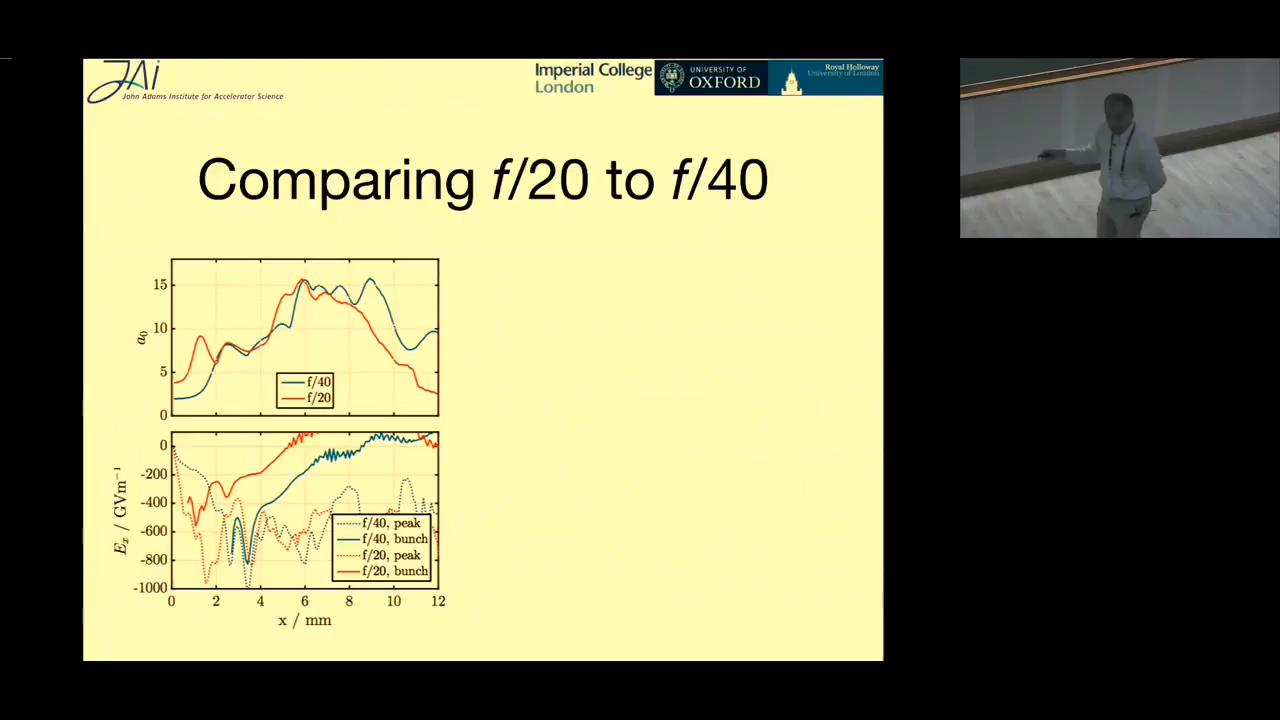 JAi
John Adams Institute for Accelerator Science
Imperial College
London
UNIVERSITY OF
OXFORD
Royal Holloway
University of London
Comparing f/20 to f/40
15
10
5
0
a₀
f/40
f/20
0
-200
-400
-600
-800
-1000
Eₓ / GVm⁻¹
f/40, peak
f/40, bunch
f/20, peak
f/20, bunch
0 2 4 6 8 10 12
x / mm